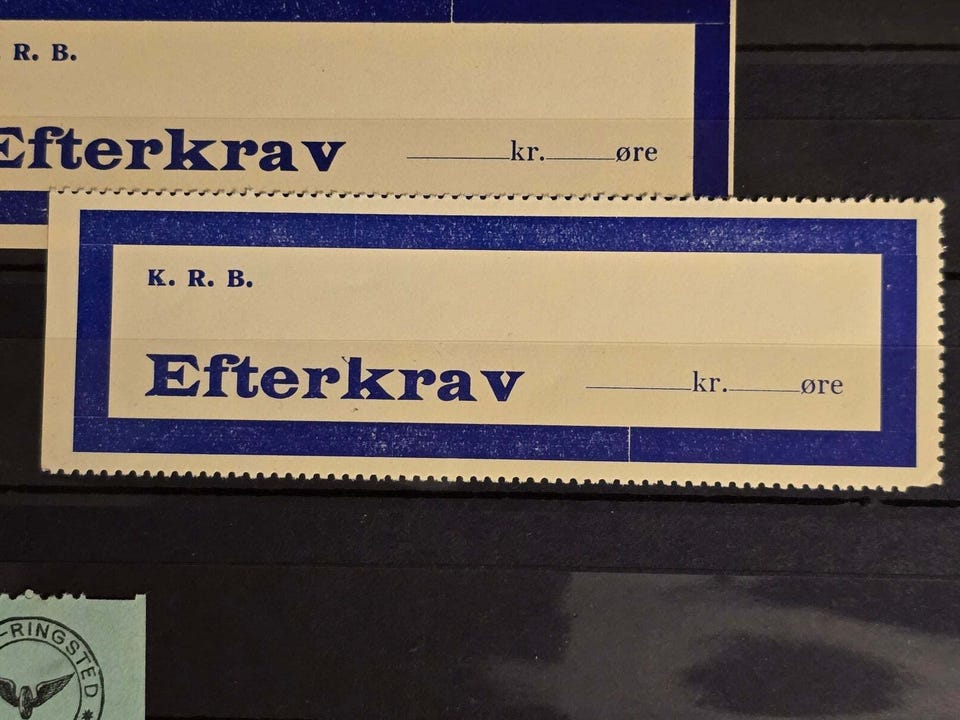 R. B.
Efterkrav kr. øre
K. R. B.
Efterkrav kr. øre
-RINGSTED